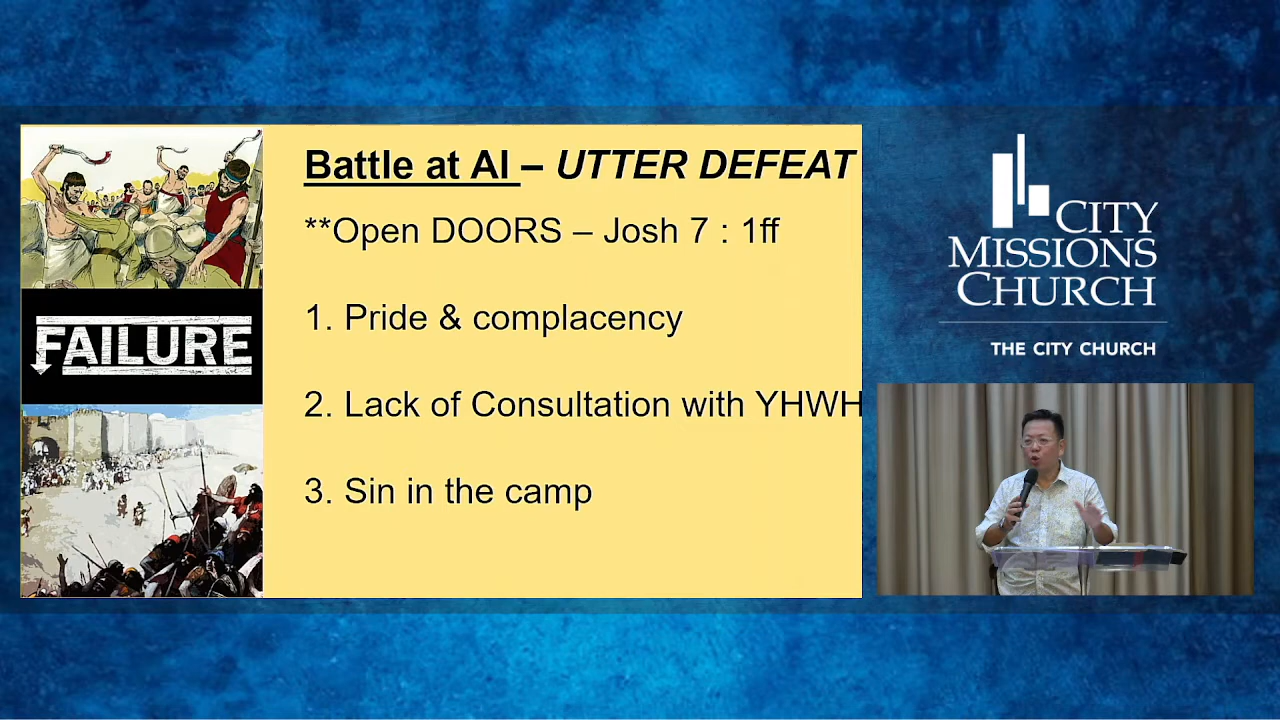 Battle at AI – UTTER DEFEAT
**Open DOORS – Josh 7 : 1ff
1. Pride & complacency
2. Lack of Consultation with YHWH
3. Sin in the camp
FAILURE
CITY
MISSIONS
CHURCH
THE CITY CHURCH